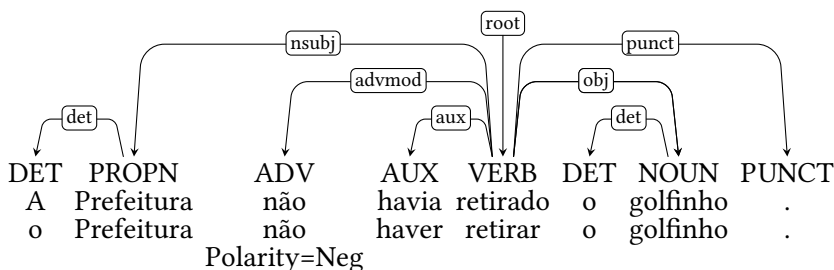 root
nsubj punct
advmod obj
det aux det
DET PROPN ADV AUX VERB DET NOUN PUNCT
A Prefeitura não havia retirado o golfinho .
o Prefeitura não haver retirar o golfinho .
Polarity=Neg